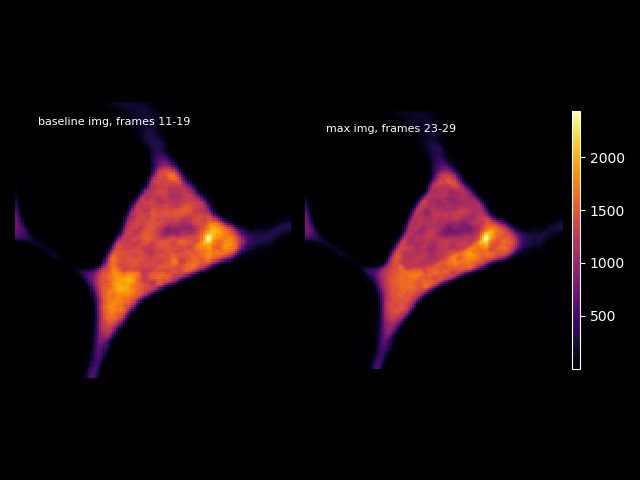 baseline img, frames 11-19
max img, frames 23-29
2000
1500
1000
500